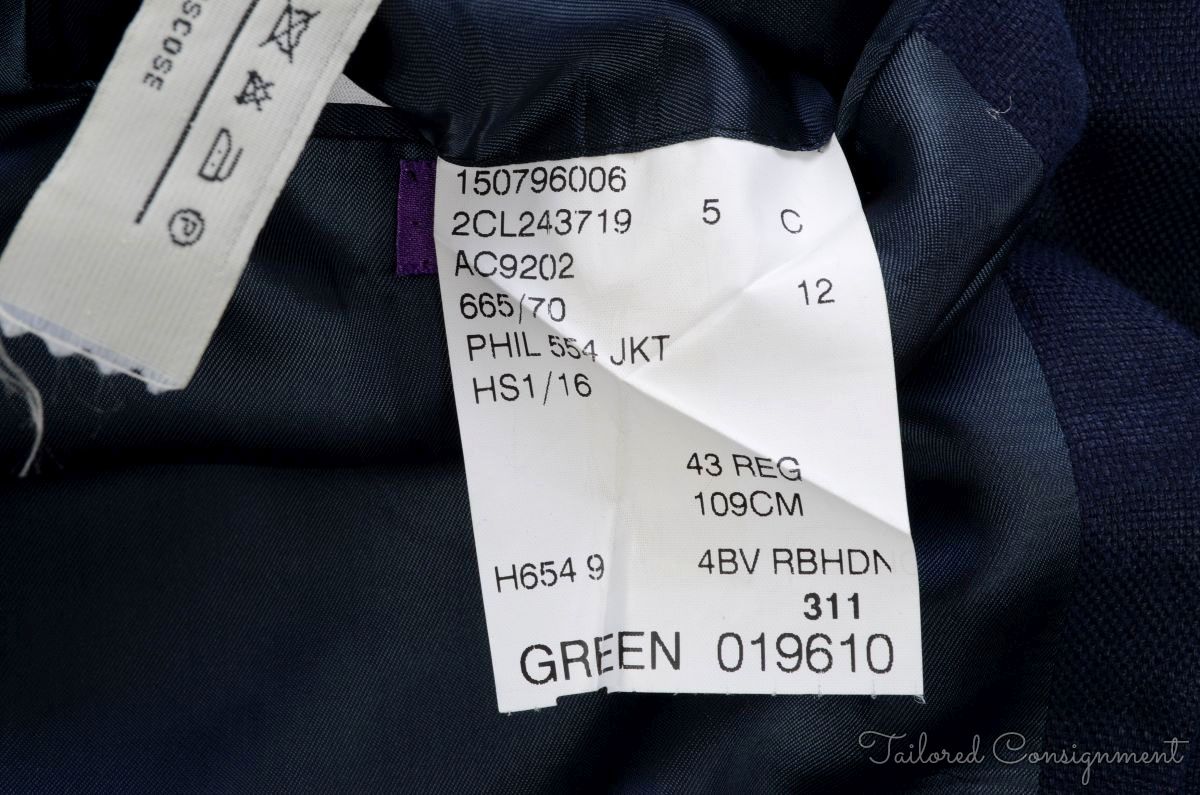 VISCOSE
P
150796006
2CL243719 5 C
AC9202
665/70 12
PHIL 554 JKT
HS1/16
43 REG
109CM
H654 9 4BV RBHDN
311
GREEN 019610
Tailored Consignment